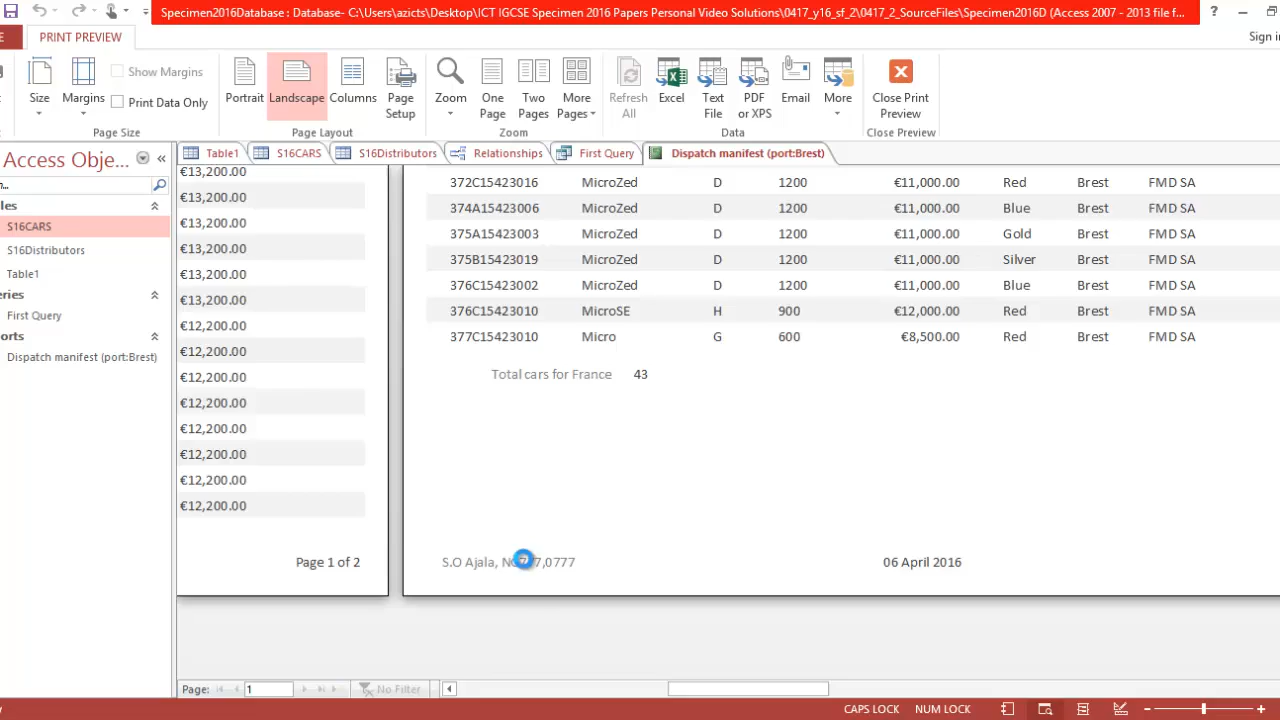 Specimen2016Database : Database- C:\Users\azicts\Desktop\ICT IGCSE Specimen 2016 Papers Personal Video Solutions\0417_y16_sf_2\0417_2_SourceFiles\Specimen2016D (Access 2007 - 2013 file f...
?
E
PRINT PREVIEW
Sign in
Size
Margins
Show Margins
Print Data Only
Portrait
Landscape
Columns
Page Setup
Zoom
One Page
Two Pages
More Pages
Refresh All
Excel
Text File
PDF or XPS
Email
More
Close Print Preview
Page Size
Page Layout
Zoom
Data
Close Preview
Access Obje...
«
Table1
S16CARS
S16Distributors
Relationships
First Query
Dispatch manifest (port:Brest)
...
les
S16CARS
S16Distributors
Table1
eries
First Query
orts
Dispatch manifest (port:Brest)
€13,200.00
€13,200.00
€13,200.00
€13,200.00
€13,200.00
€13,200.00
€12,200.00
€12,200.00
€12,200.00
€12,200.00
€12,200.00
€12,200.00
€12,200.00
€12,200.00
Page 1 of 2
372C15423016 MicroZed D 1200 €11,000.00 Red Brest FMD SA
374A15423006 MicroZed D 1200 €11,000.00 Blue Brest FMD SA
375A15423003 MicroZed D 1200 €11,000.00 Gold Brest FMD SA
375B15423019 MicroZed D 1200 €11,000.00 Silver Brest FMD SA
376C15423002 MicroZed D 1200 €11,000.00 Blue Brest FMD SA
376C15423010 MicroSE H 900 €12,000.00 Red Brest FMD SA
377C15423010 Micro G 600 €8,500.00 Red Brest FMD SA
Total cars for France 43
S.O Ajala,
06 April 2016
Page: 1
No Filter
CAPS LOCK NUM LOCK